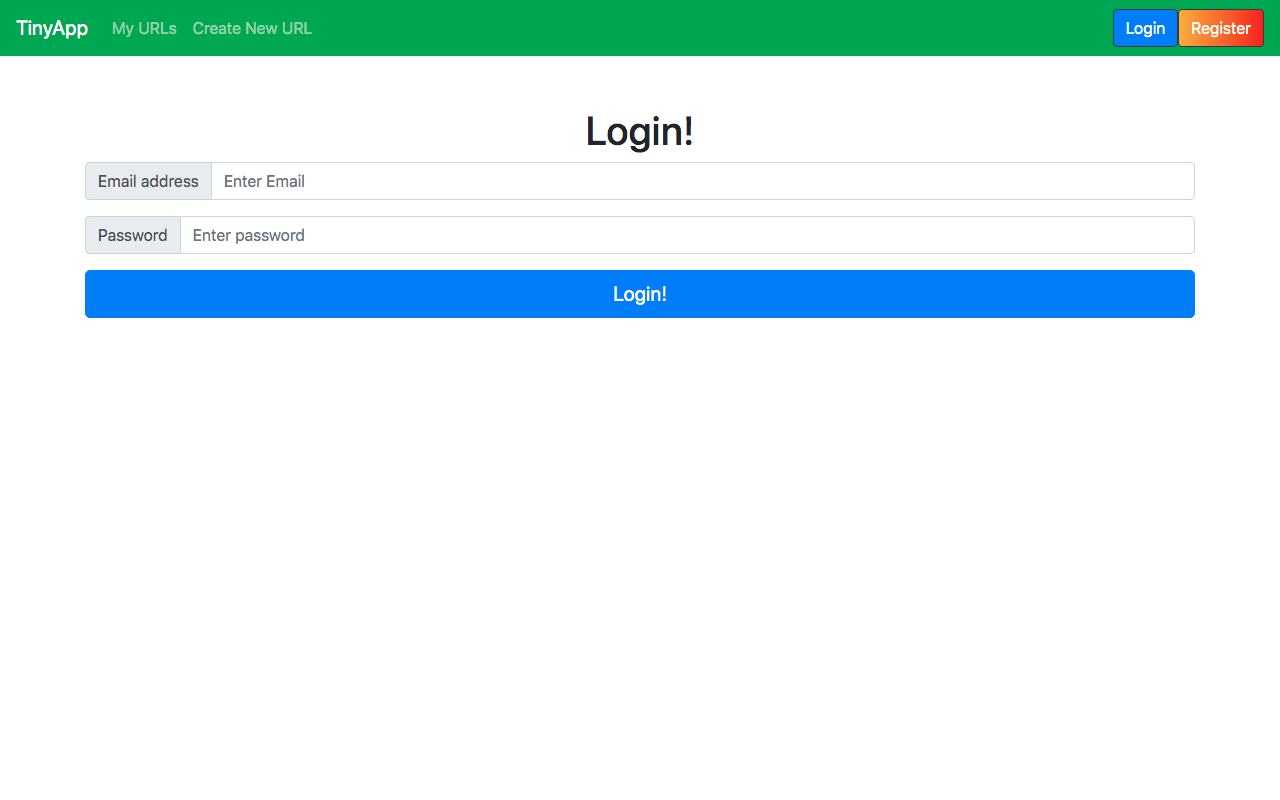 TinyApp My URLs Create New URL Login Register
Login!
Email address Enter Email
Password Enter password
Login!